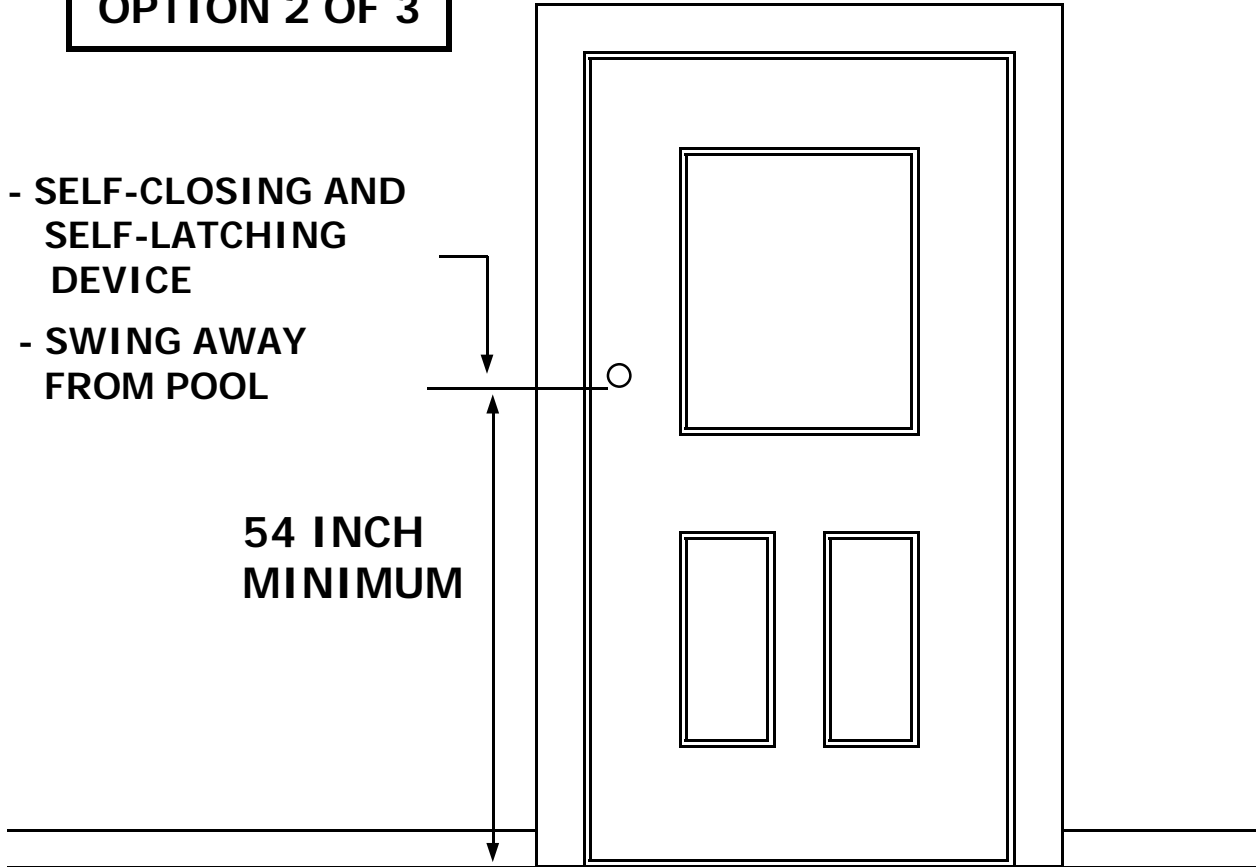 OPTION 2 OF 3
- SELF-CLOSING AND
SELF-LATCHING
DEVICE
- SWING AWAY
FROM POOL
54 INCH
MINIMUM